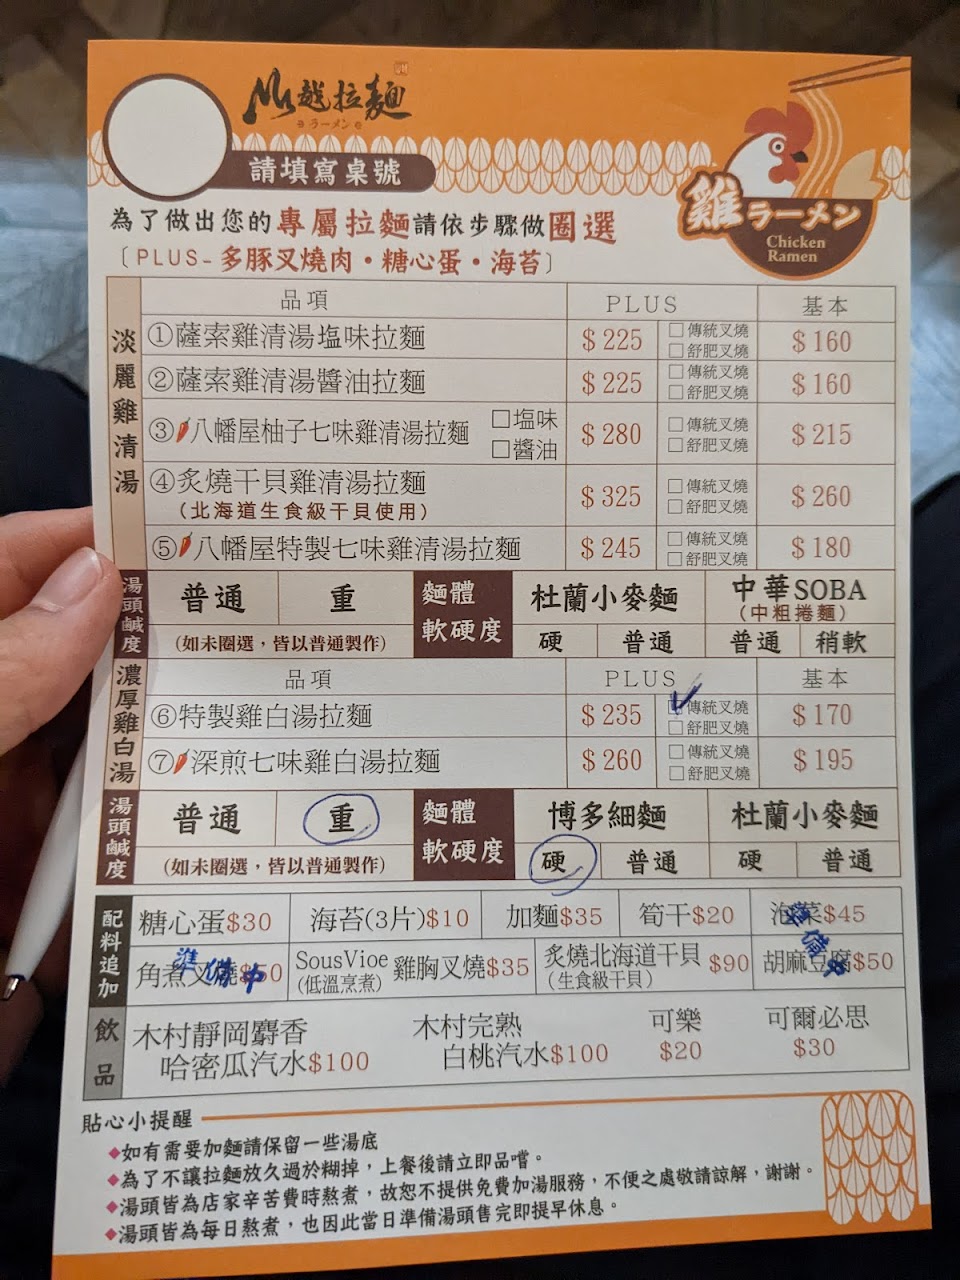 越拉麵
ラーメン
請填寫桌號
雞ラーメン
Chicken
Ramen
為了做出您的專屬拉麵請依步驟做圈選
〔PLUS-多豚叉燒肉・糖心蛋・海苔〕
淡麗雞清湯
品項 PLUS 基本
①薩索雞清湯塩味拉麵 $225 □傳統叉燒 □舒肥叉燒 $160
②薩索雞清湯醬油拉麵 $225 □傳統叉燒 □舒肥叉燒 $160
③八幡屋柚子七味雞清湯拉麵 □塩味 □醬油 $280 □傳統叉燒 □舒肥叉燒 $215
④炙燒干貝雞清湯拉麵 $325 □傳統叉燒 □舒肥叉燒 $260
(北海道生食級干貝使用)
⑤八幡屋特製七味雞清湯拉麵 $245 □傳統叉燒 □舒肥叉燒 $180
湯頭鹹度 普通 重 麵體軟硬度 杜蘭小麥麵 中華SOBA
(中粗捲麵)
(如未圈選，皆以普通製作) 硬 普通 普通 稍軟
濃厚雞白湯
品項 PLUS 基本
⑥特製雞白湯拉麵 $235 □傳統叉燒 □舒肥叉燒 $170
⑦深煎七味雞白湯拉麵 $260 □傳統叉燒 □舒肥叉燒 $195
湯頭鹹度 普通 重 麵體軟硬度 博多細麵 杜蘭小麥麵
(如未圈選，皆以普通製作) 硬 普通 硬 普通
配料追加
糖心蛋$30 海苔(3片)$10 加麵$35 筍干$20 泡菜$45
準備中
角煮叉燒$50 SousVioe(低溫烹煮)雞胸叉燒$35 炙燒北海道干貝(生食級干貝)$90 胡麻豆腐$50
準備中
飲品
木村靜岡麝香哈密瓜汽水$100 木村完熟白桃汽水$100 可樂$20 可爾必思$30
貼心小提醒
◆如有需要加麵請保留一些湯底
◆為了不讓拉麵放久過於糊掉，上餐後請立即品嚐。
◆湯頭皆為店家辛苦費時熬煮，故恕不提供免費加湯服務，不便之處敬請諒解，謝謝。
◆湯頭皆為每日熬煮，也因此當日準備湯頭售完即提早休息。